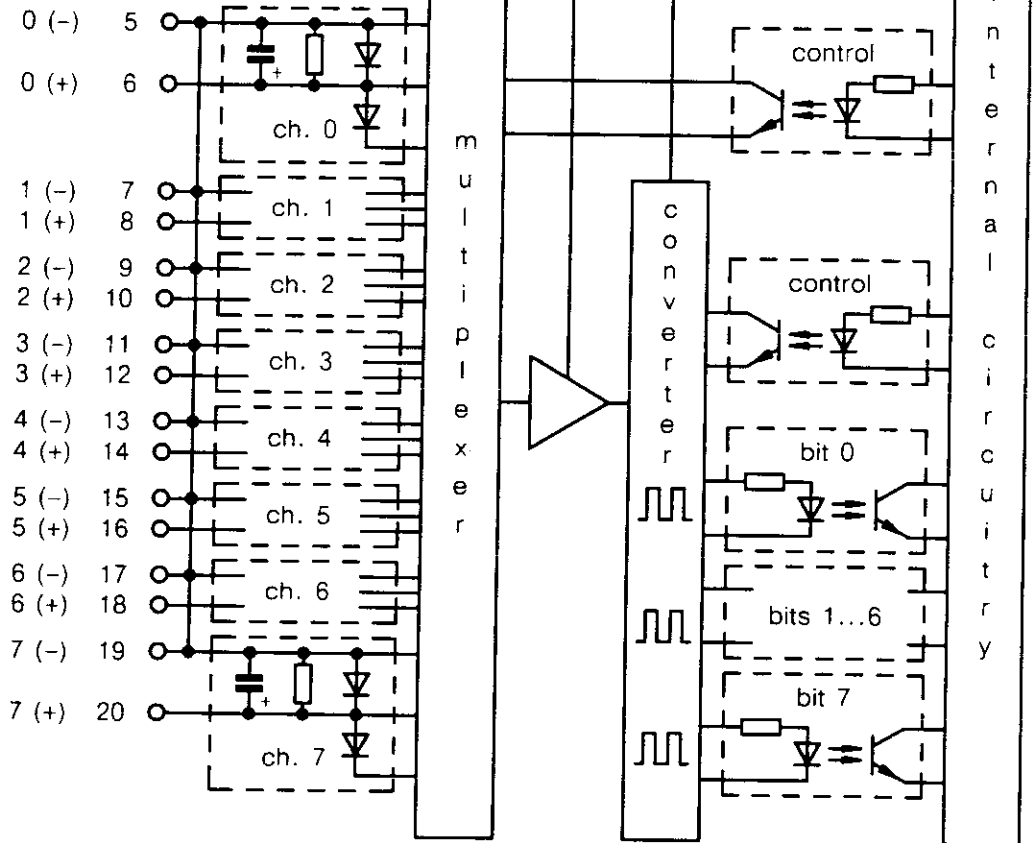 0 (−) 5
0 (+) 6
+
ch. 0
1 (−) 7
1 (+) 8
ch. 1
2 (−) 9
2 (+) 10
ch. 2
3 (−) 11
3 (+) 12
ch. 3
4 (−) 13
4 (+) 14
ch. 4
5 (−) 15
5 (+) 16
ch. 5
6 (−) 17
6 (+) 18
ch. 6
7 (−) 19
7 (+) 20
+
ch. 7
multiplexer
converter
control
control
bit 0
bits 1...6
bit 7
nternal circuitry